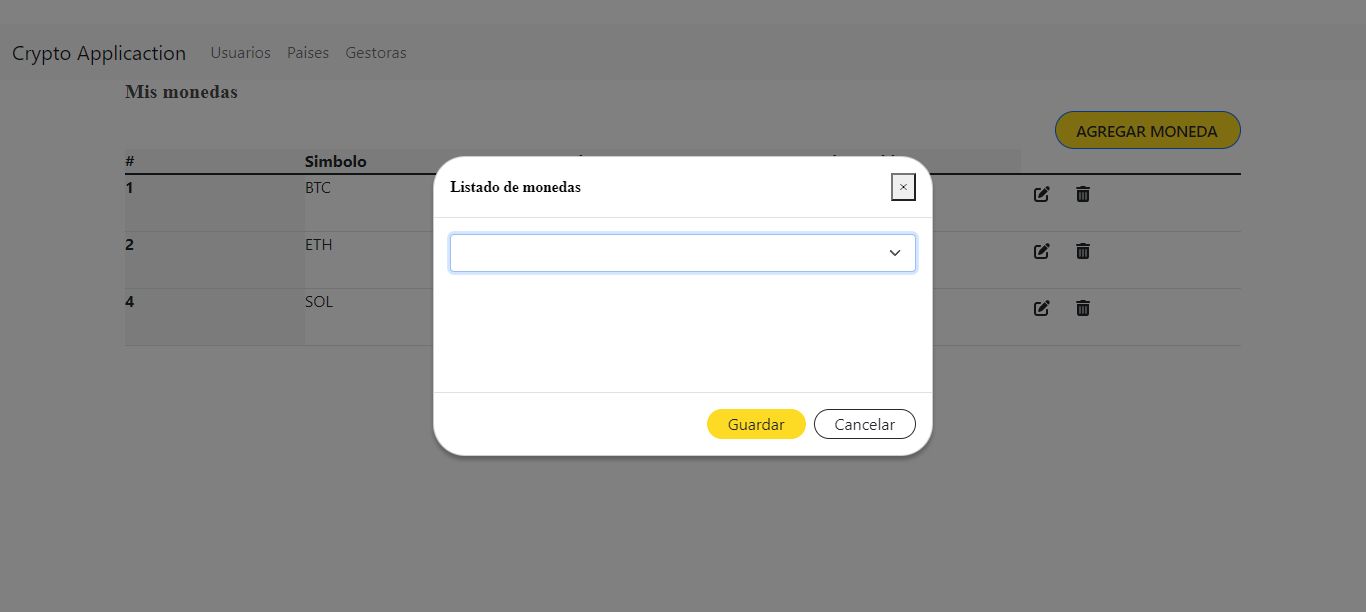 Crypto Applicaction Usuarios Paises Gestoras
Mis monedas
AGREGAR MONEDA
# Simbolo
1 BTC
2 ETH
4 SOL
Listado de monedas ×
Guardar Cancelar